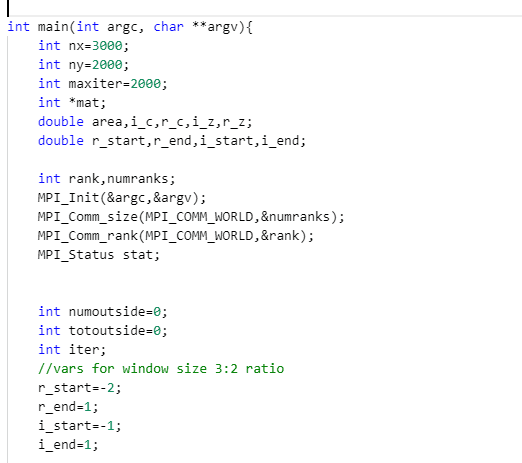 int main(int argc, char **argv){
int nx=3000;
int ny=2000;
int maxiter=2000;
int *mat;
double area,i_c,r_c,i_z,r_z;
double r_start,r_end,i_start,i_end;
int rank,numranks;
MPI_Init(&argc,&argv);
MPI_Comm_size(MPI_COMM_WORLD,&numranks);
MPI_Comm_rank(MPI_COMM_WORLD,&rank);
MPI_Status stat;
int numoutside=0;
int totoutside=0;
int iter;
//vars for window size 3:2 ratio
r_start=-2;
r_end=1;
i_start=-1;
i_end=1;